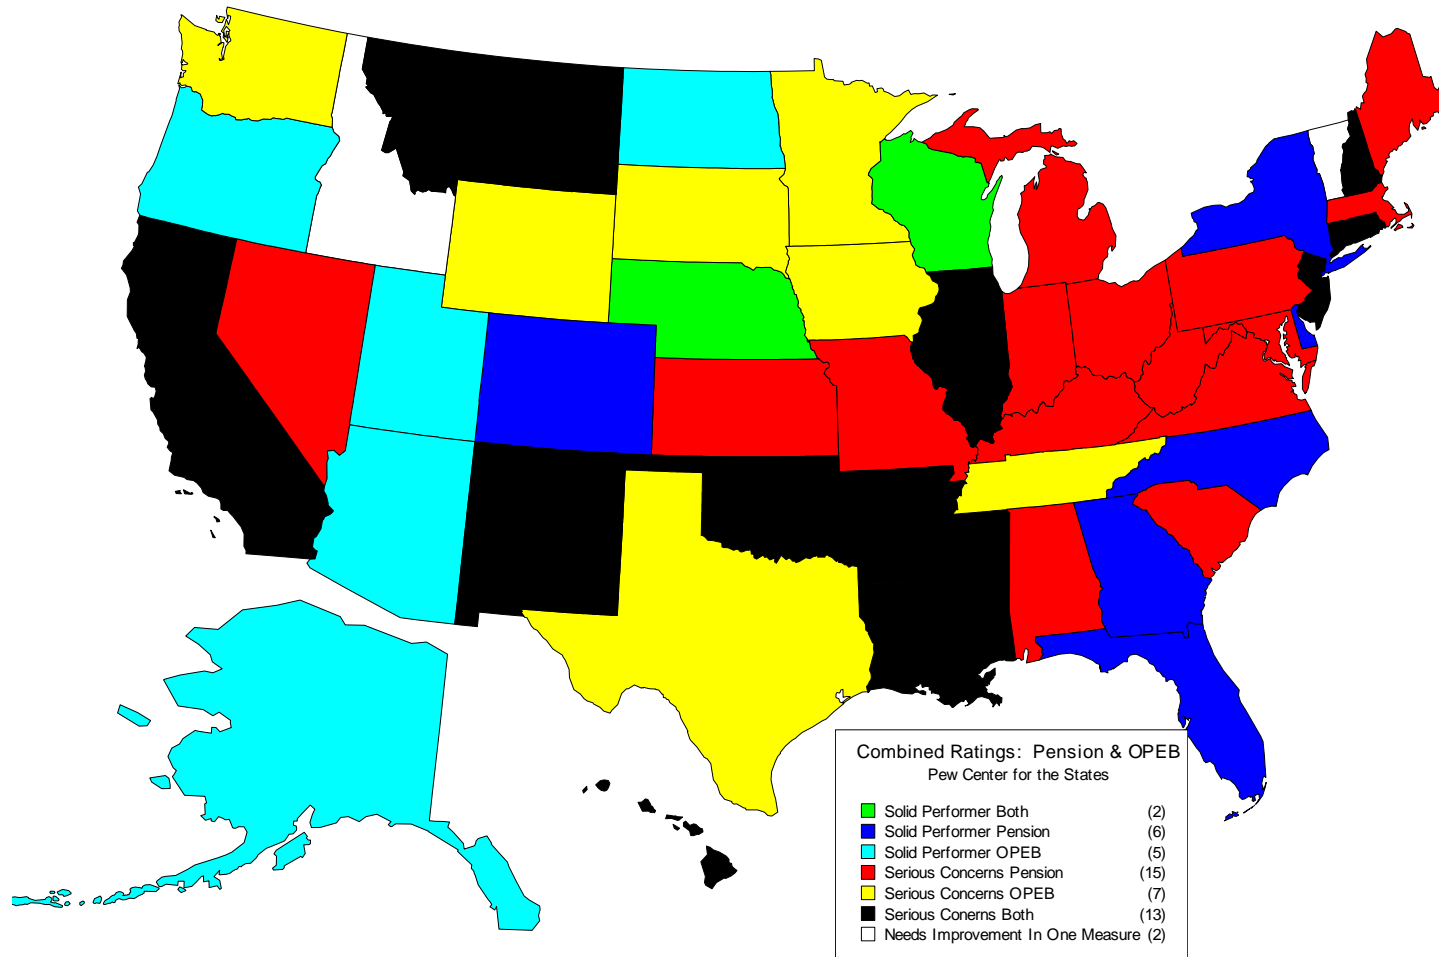 Combined Ratings: Pension & OPEB
Pew Center for the States
Solid Performer Both (2)
Solid Performer Pension (6)
Solid Performer OPEB (5)
Serious Concerns Pension (15)
Serious Concerns OPEB (7)
Serious Conerns Both (13)
Needs Improvement In One Measure (2)